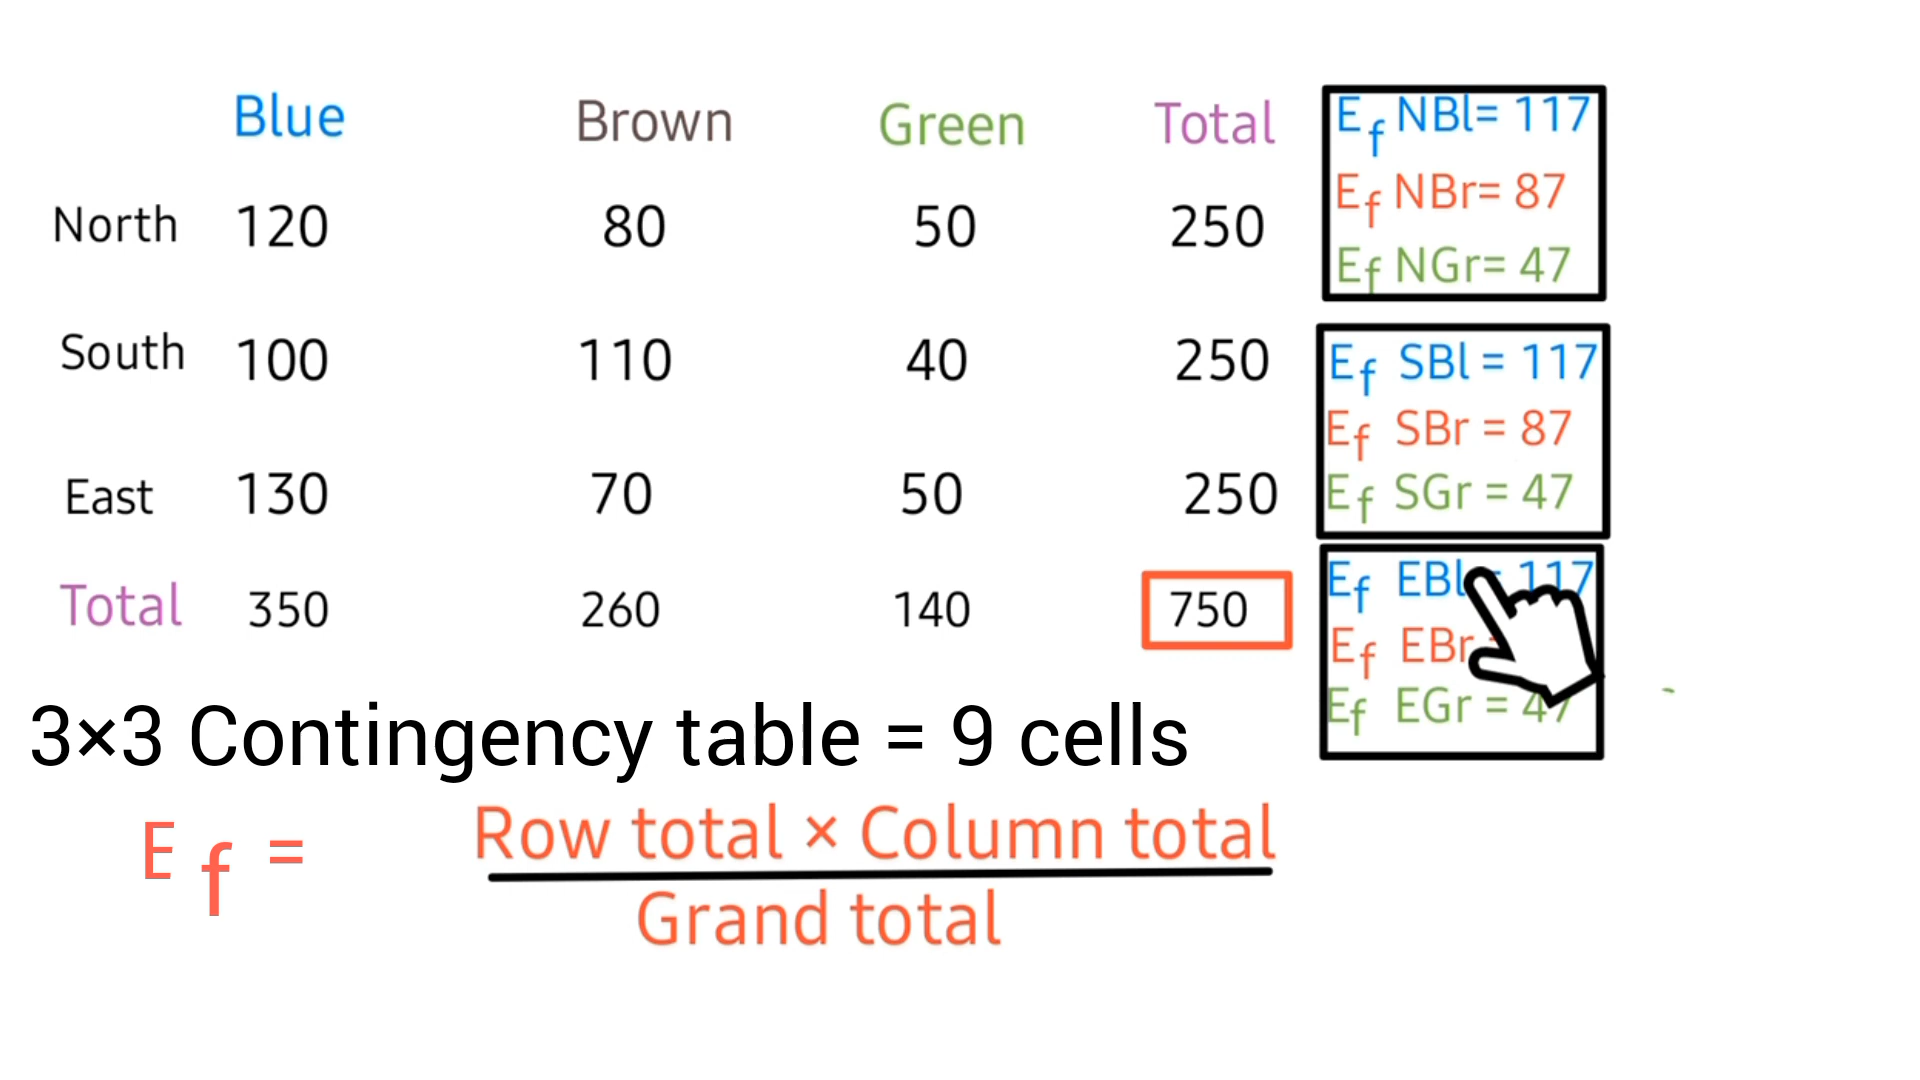 Blue Brown Green Total
North 120 80 50 250
South 100 110 40 250
East 130 70 50 250
Total 350 260 140 750
Ef NBl= 117
Ef NBr= 87
Ef NGr= 47
Ef SBl = 117
Ef SBr = 87
Ef SGr = 47
Ef EBl = 117
Ef EBr
Ef EGr = 47
3×3 Contingency table = 9 cells
Ef = Row total × Column total
Grand total